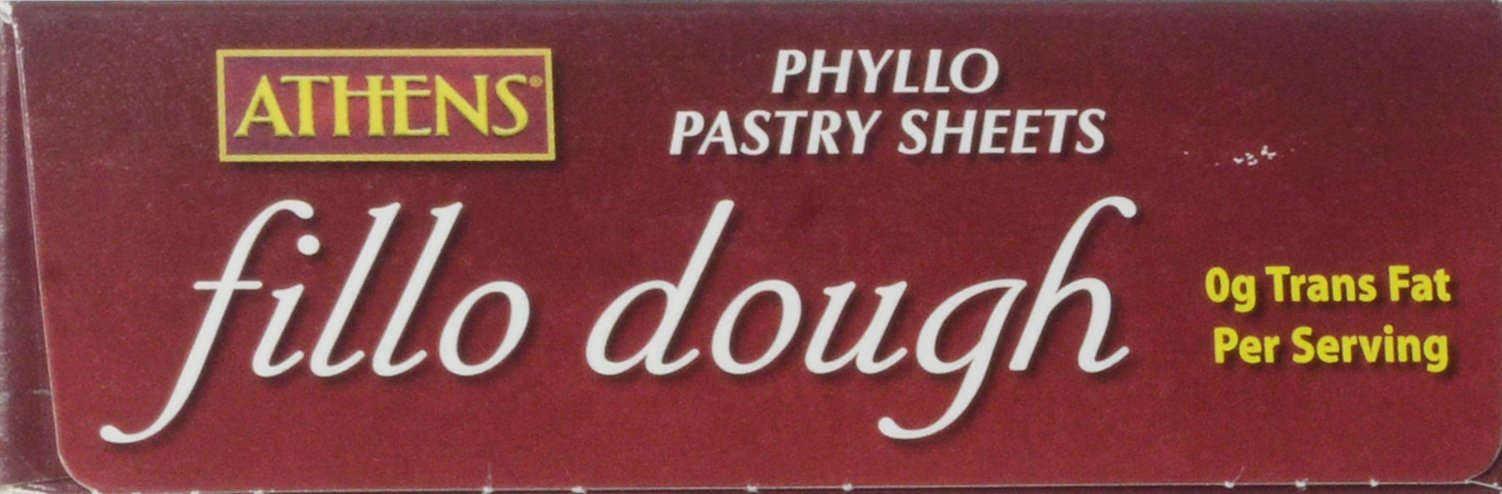 ATHENS®
PHYLLO
PASTRY SHEETS
fillo dough
0g Trans Fat
Per Serving